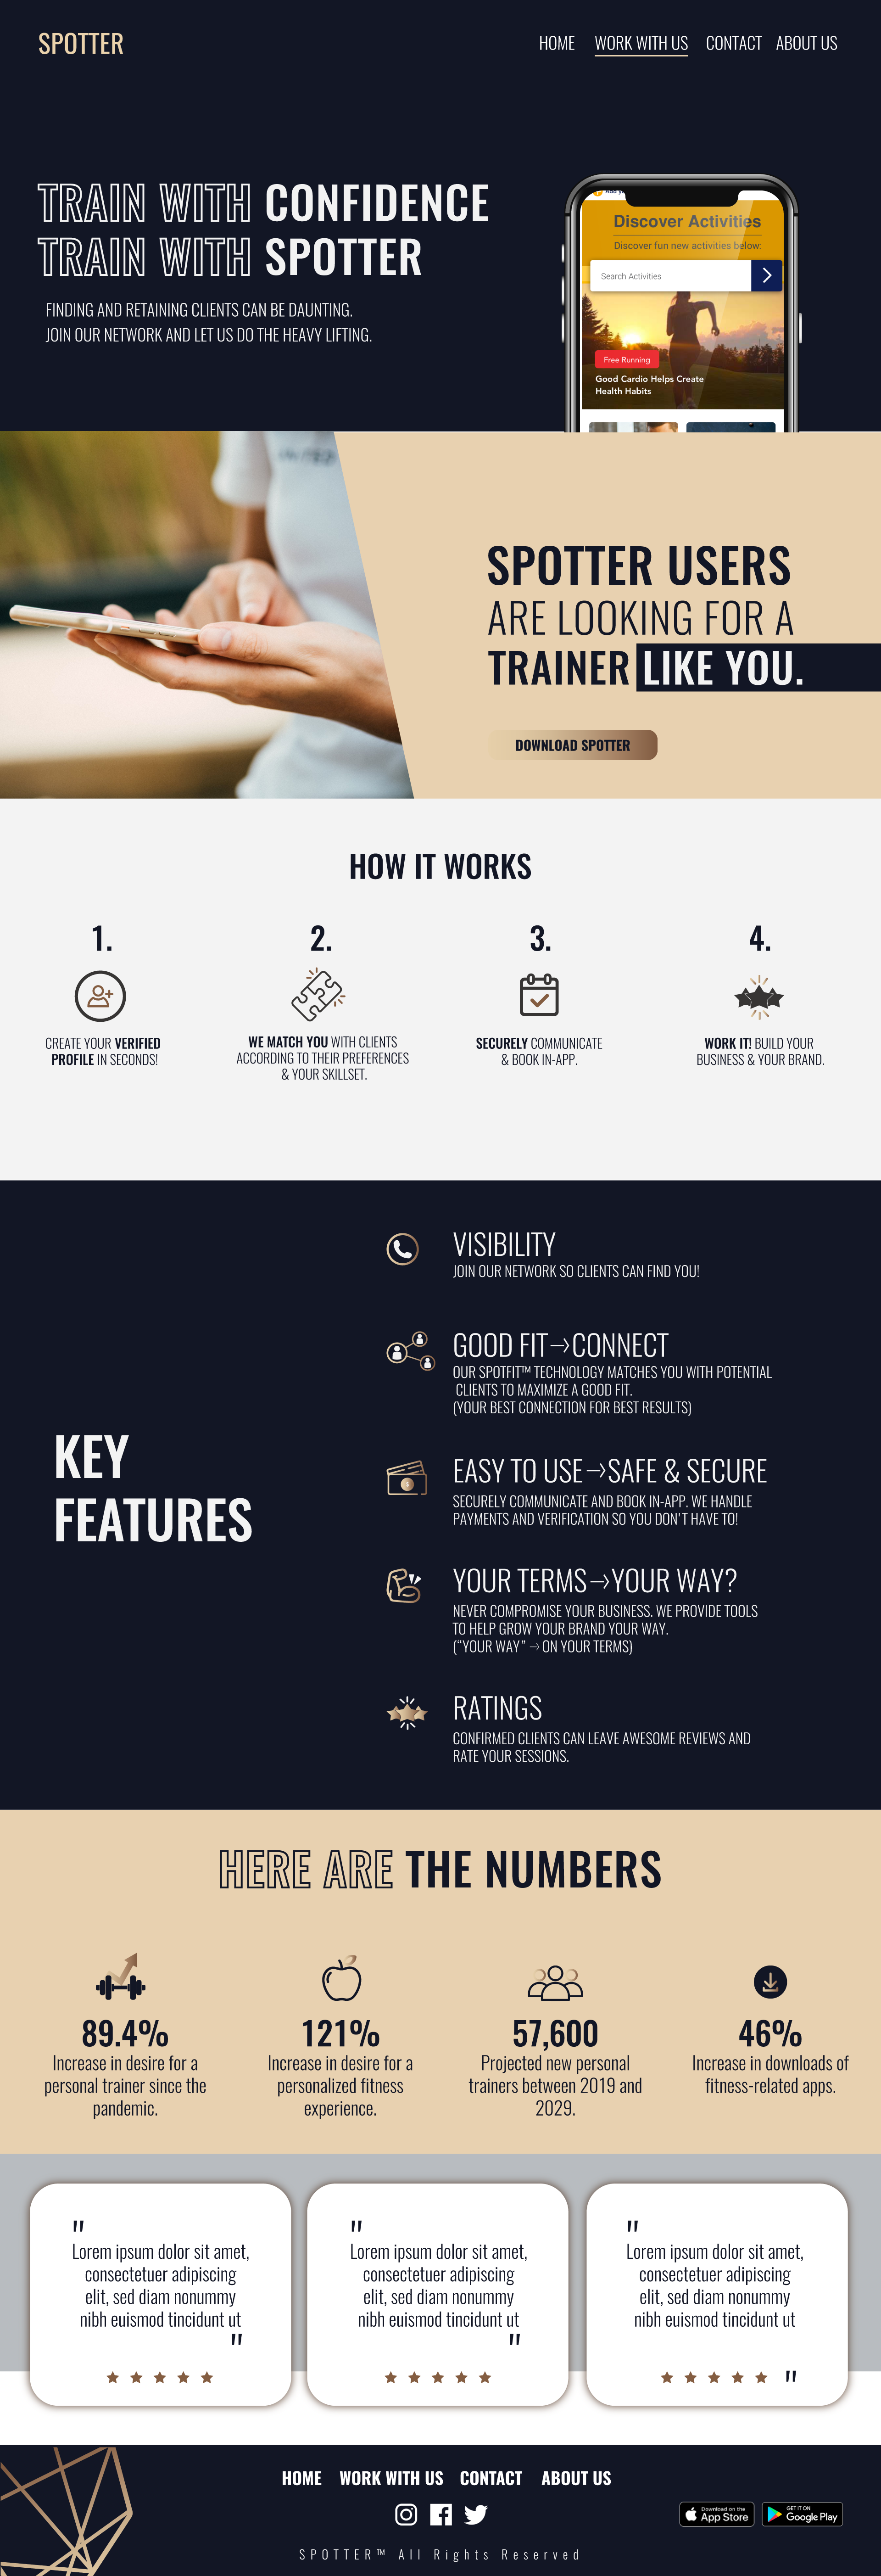 SPOTTER
HOME WORK WITH US CONTACT ABOUT US
TRAIN WITH CONFIDENCE
TRAIN WITH SPOTTER
FINDING AND RETAINING CLIENTS CAN BE DAUNTING.
JOIN OUR NETWORK AND LET US DO THE HEAVY LIFTING.
Discover Activities
Discover fun new activities below:
Search Activities
Free Running
Good Cardio Helps Create
Health Habits
SPOTTER USERS
ARE LOOKING FOR A
TRAINER LIKE YOU.
DOWNLOAD SPOTTER
HOW IT WORKS
1.
CREATE YOUR VERIFIED
PROFILE IN SECONDS!
2.
WE MATCH YOU WITH CLIENTS
ACCORDING TO THEIR PREFERENCES
& YOUR SKILLSET.
3.
SECURELY COMMUNICATE
& BOOK IN-APP.
4.
WORK IT! BUILD YOUR
BUSINESS & YOUR BRAND.
KEY
FEATURES
VISIBILITY
JOIN OUR NETWORK SO CLIENTS CAN FIND YOU!
GOOD FIT→CONNECT
OUR SPOTFIT™ TECHNOLOGY MATCHES YOU WITH POTENTIAL
CLIENTS TO MAXIMIZE A GOOD FIT.
(YOUR BEST CONNECTION FOR BEST RESULTS)
EASY TO USE→SAFE & SECURE
SECURELY COMMUNICATE AND BOOK IN-APP. WE HANDLE
PAYMENTS AND VERIFICATION SO YOU DON'T HAVE TO!
YOUR TERMS→YOUR WAY?
NEVER COMPROMISE YOUR BUSINESS. WE PROVIDE TOOLS
TO HELP GROW YOUR BRAND YOUR WAY.
(“YOUR WAY” → ON YOUR TERMS)
RATINGS
CONFIRMED CLIENTS CAN LEAVE AWESOME REVIEWS AND
RATE YOUR SESSIONS.
HERE ARE THE NUMBERS
89.4%
Increase in desire for a
personal trainer since the
pandemic.
121%
Increase in desire for a
personalized fitness
experience.
57,600
Projected new personal
trainers between 2019 and
2029.
46%
Increase in downloads of
fitness-related apps.
"
Lorem ipsum dolor sit amet,
consectetuer adipiscing
elit, sed diam nonummy
nibh euismod tincidunt ut
"
"
Lorem ipsum dolor sit amet,
consectetuer adipiscing
elit, sed diam nonummy
nibh euismod tincidunt ut
"
"
Lorem ipsum dolor sit amet,
consectetuer adipiscing
elit, sed diam nonummy
nibh euismod tincidunt ut
"
HOME WORK WITH US CONTACT ABOUT US
Download on the
App Store
GET IT ON
Google Play
SPOTTER™ All Rights Reserved